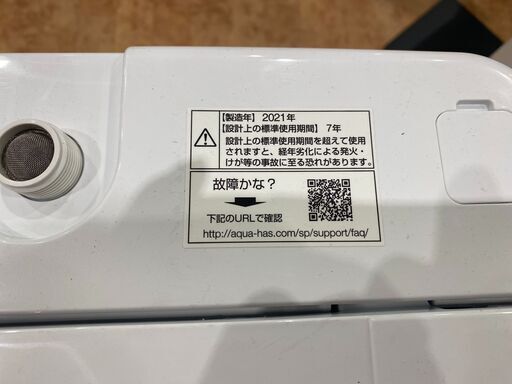 【製造年】2021年
【設計上の標準使用期間】7年
設計上の標準使用期間を超えて使用
されますと、経年劣化による発火・
けが等の事故に至る恐れがあります。
故障かな？
下記のURLで確認
http://aqua-has.com/sp/support/faq/